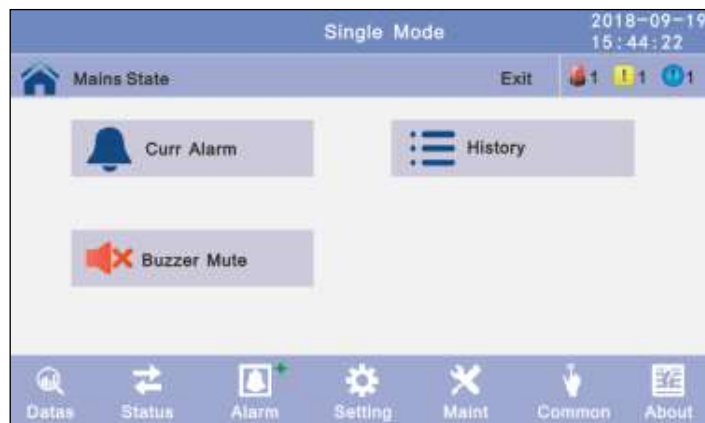 Single Mode
2018-09-19
15:44:22
Mains State
Exit
1
1
1
Curr Alarm
History
Buzzer Mute
Datas
Status
Alarm
Setting
Maint
Common
About